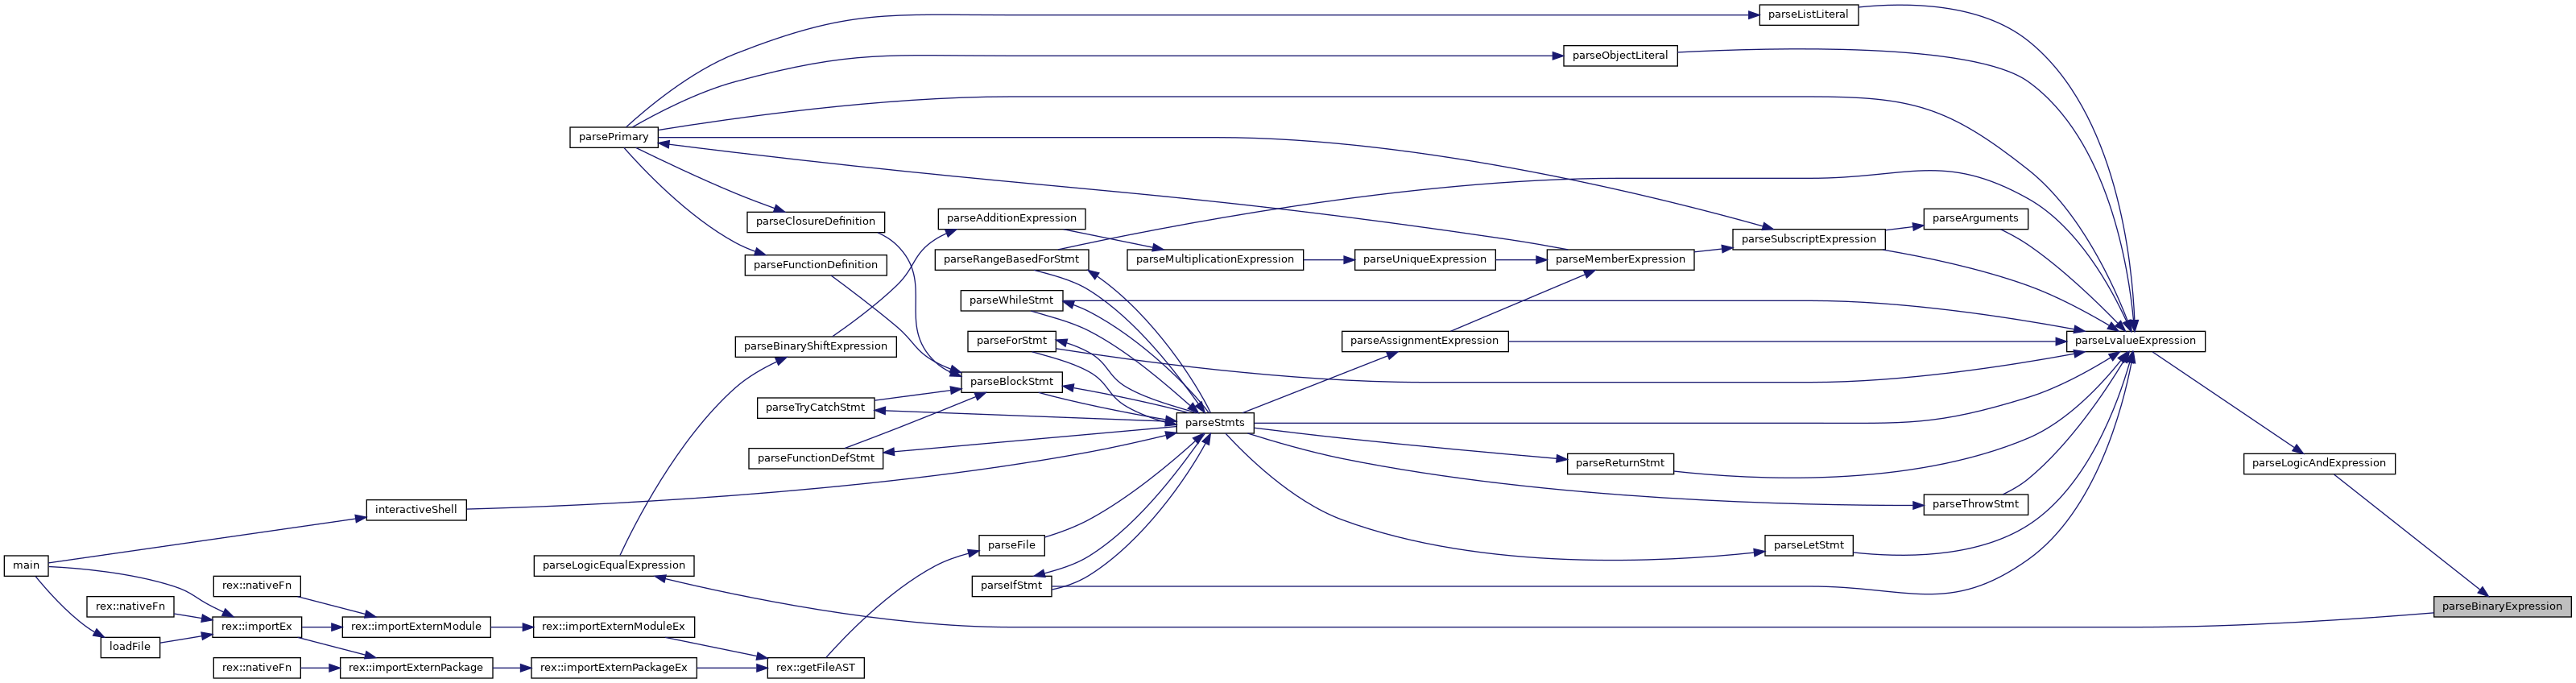 parseListLiteral
parseObjectLiteral
parsePrimary
parseClosureDefinition
parseAdditionExpression
parseArguments
parseSubscriptExpression
parseFunctionDefinition
parseRangeBasedForStmt
parseMultiplicationExpression
parseUniqueExpression
parseMemberExpression
parseWhileStmt
parseBinaryShiftExpression
parseForStmt
parseAssignmentExpression
parseLvalueExpression
parseBlockStmt
parseTryCatchStmt
parseStmts
parseFunctionDefStmt
parseReturnStmt
parseLogicAndExpression
interactiveShell
parseThrowStmt
parseFile
parseLetStmt
main
parseLogicEqualExpression
rex::nativeFn
parseIfStmt
rex::nativeFn
parseBinaryExpression
rex::importEx
rex::importExternModule
rex::importExternModuleEx
loadFile
rex::nativeFn
rex::importExternPackage
rex::importExternPackageEx
rex::getFileAST